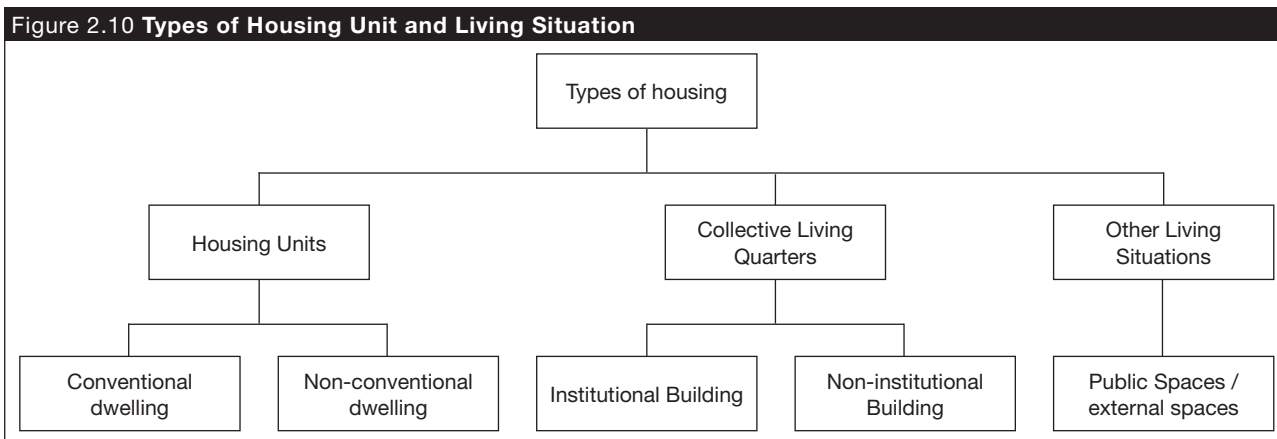 Figure 2.10 Types of Housing Unit and Living Situation
Types of housing
Housing Units
Collective Living
Quarters
Other Living
Situations
Conventional
dwelling
Non-conventional
dwelling
Institutional Building
Non-institutional
Building
Public Spaces /
external spaces